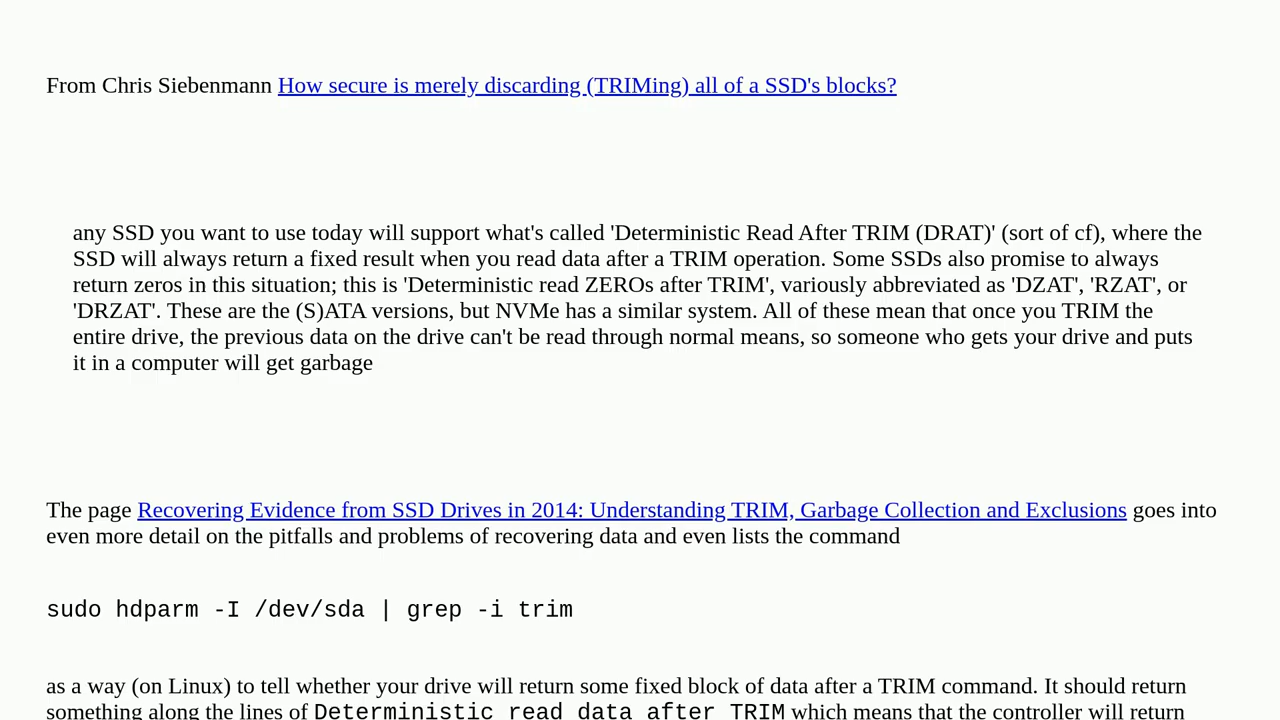 From Chris Siebenmann How secure is merely discarding (TRIMing) all of a SSD's blocks?
any SSD you want to use today will support what's called 'Deterministic Read After TRIM (DRAT)' (sort of cf), where the
SSD will always return a fixed result when you read data after a TRIM operation. Some SSDs also promise to always
return zeros in this situation; this is 'Deterministic read ZEROs after TRIM', variously abbreviated as 'DZAT', 'RZAT', or
'DRZAT'. These are the (S)ATA versions, but NVMe has a similar system. All of these mean that once you TRIM the
entire drive, the previous data on the drive can't be read through normal means, so someone who gets your drive and puts
it in a computer will get garbage
The page Recovering Evidence from SSD Drives in 2014: Understanding TRIM, Garbage Collection and Exclusions goes into
even more detail on the pitfalls and problems of recovering data and even lists the command
sudo hdparm -I /dev/sda | grep -i trim
as a way (on Linux) to tell whether your drive will return some fixed block of data after a TRIM command. It should return
something along the lines of Deterministic read data after TRIM which means that the controller will return